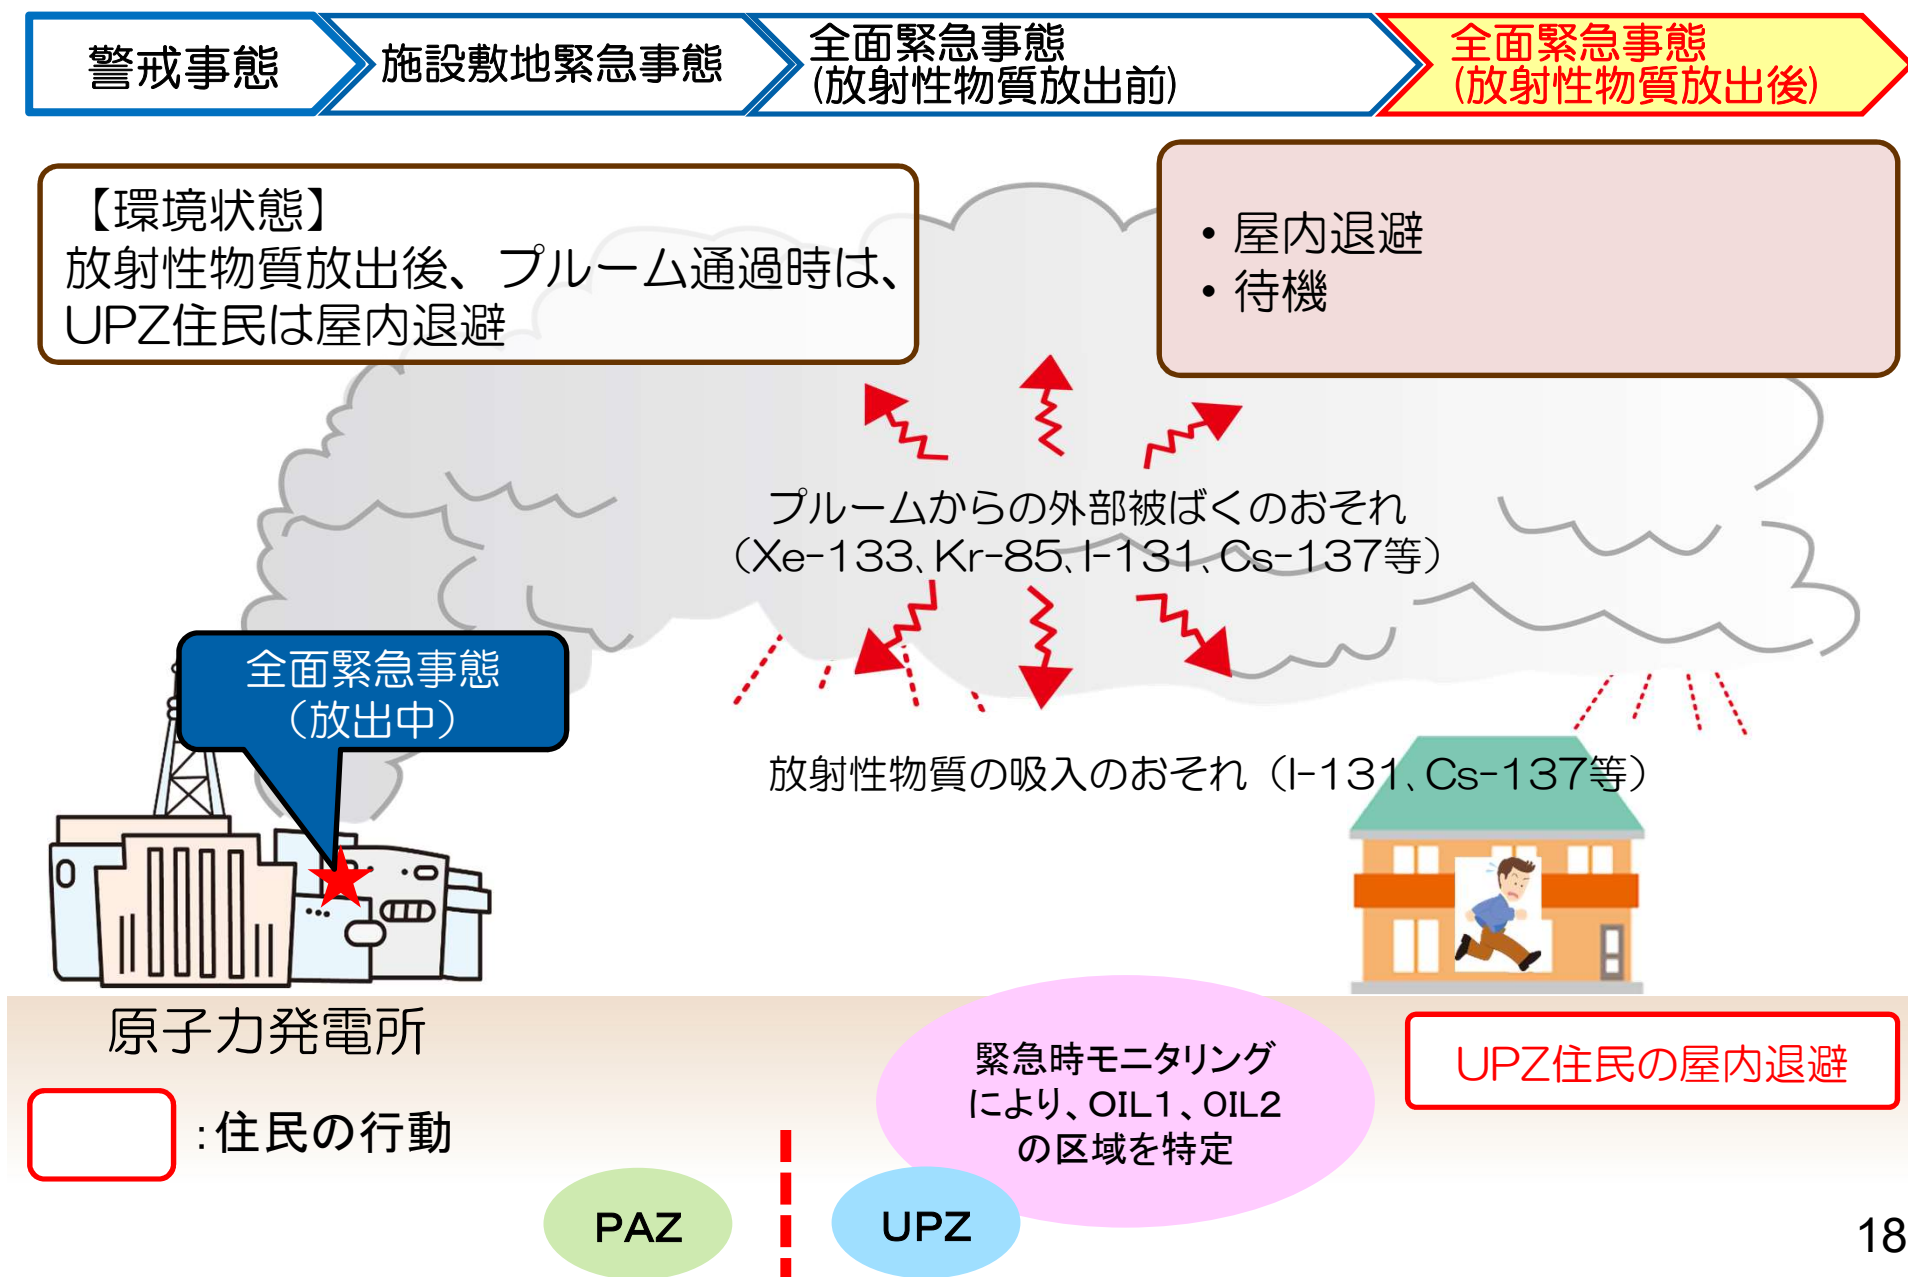 警戒事態
施設敷地緊急事態
全面緊急事態
(放射性物質放出前)
全面緊急事態
(放射性物質放出後)
【環境状態】
放射性物質放出後、プルーム通過時は、
UPZ住民は屋内退避
• 屋内退避
• 待機
プルームからの外部被ばくのおそれ
（Xe-133、Kr-85、I-131、Cs-137等）
全面緊急事態
（放出中）
放射性物質の吸入のおそれ（I-131、Cs-137等）
原子力発電所
：住民の行動
緊急時モニタリング
により、OIL1、OIL2
の区域を特定
UPZ住民の屋内退避
PAZ
UPZ
18